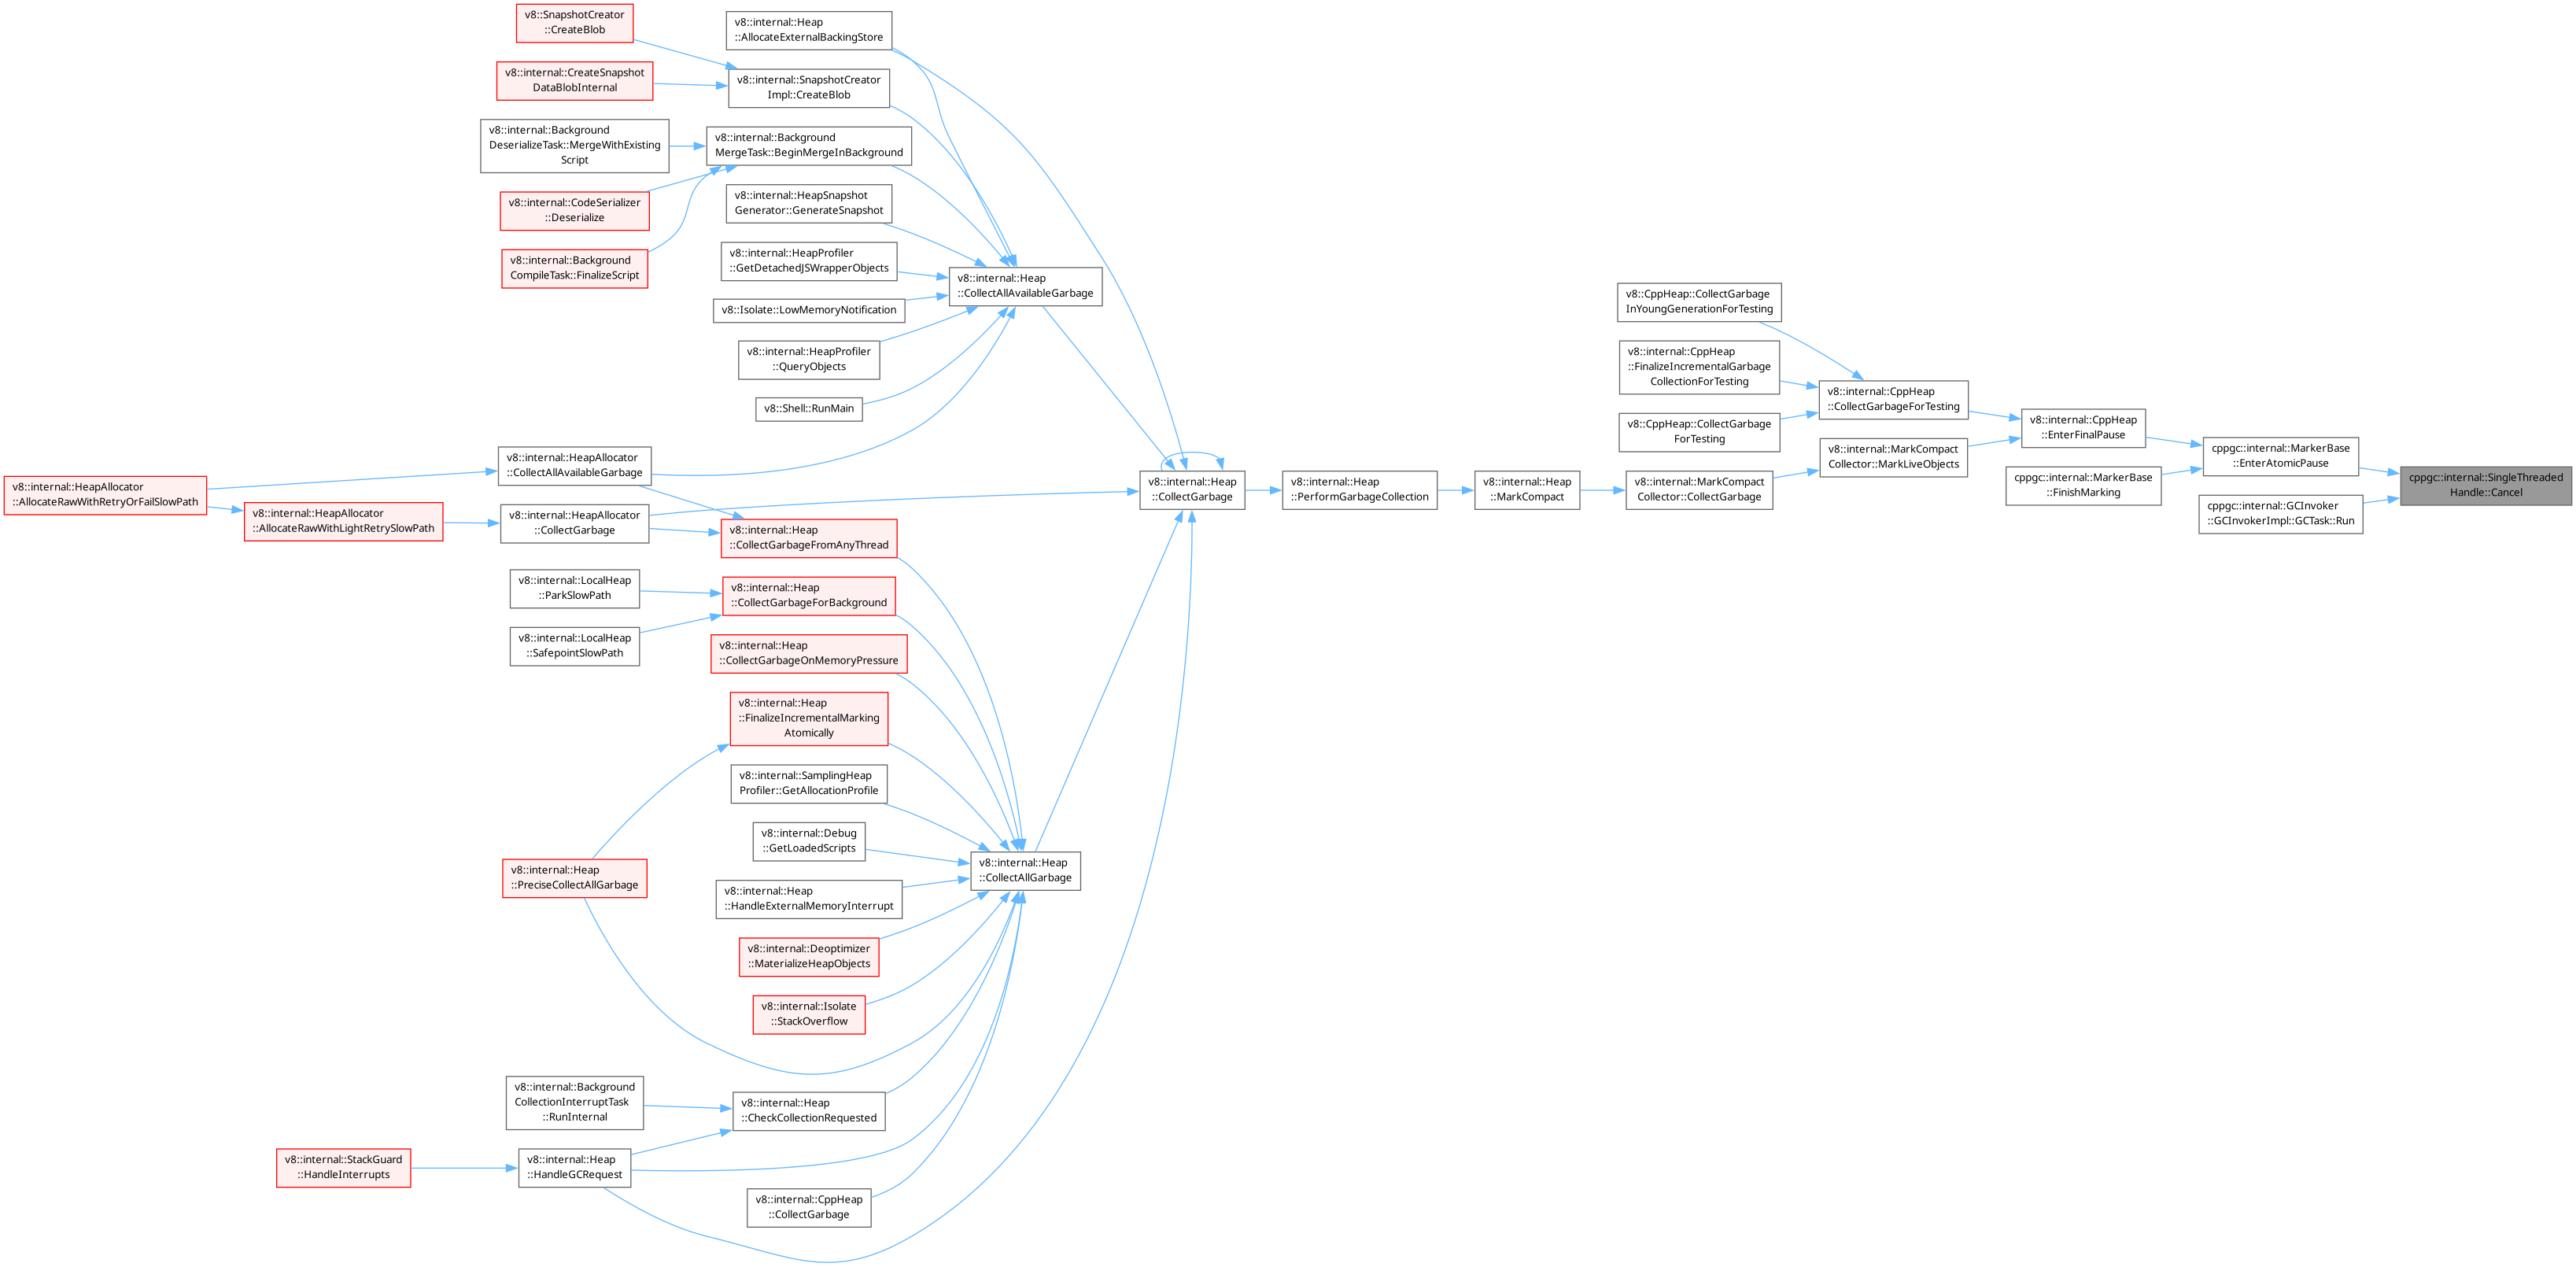 v8::SnapshotCreator
::CreateBlob
v8::internal::CreateSnapshot
DataBlobInternal
v8::internal::Background
DeserializeTask::MergeWithExisting
Script
v8::internal::CodeSerializer
::Deserialize
v8::internal::Background
CompileTask::FinalizeScript
v8::internal::Heap
::AllocateExternalBackingStore
v8::internal::SnapshotCreator
Impl::CreateBlob
v8::internal::Background
MergeTask::BeginMergeInBackground
v8::internal::HeapSnapshot
Generator::GenerateSnapshot
v8::internal::HeapProfiler
::GetDetachedJSWrapperObjects
v8::Isolate::LowMemoryNotification
v8::internal::HeapProfiler
::QueryObjects
v8::Shell::RunMain
v8::internal::Heap
::CollectAllAvailableGarbage
v8::internal::HeapAllocator
::AllocateRawWithRetryOrFailSlowPath
v8::internal::HeapAllocator
::AllocateRawWithLightRetrySlowPath
v8::internal::HeapAllocator
::CollectAllAvailableGarbage
v8::internal::HeapAllocator
::CollectGarbage
v8::internal::Heap
::CollectGarbageFromAnyThread
v8::internal::LocalHeap
::ParkSlowPath
v8::internal::LocalHeap
::SafepointSlowPath
v8::internal::Heap
::CollectGarbageForBackground
v8::internal::Heap
::CollectGarbageOnMemoryPressure
v8::internal::Heap
::FinalizeIncrementalMarking
Atomically
v8::internal::SamplingHeap
Profiler::GetAllocationProfile
v8::internal::Debug
::GetLoadedScripts
v8::internal::Heap
::PreciseCollectAllGarbage
v8::internal::Heap
::HandleExternalMemoryInterrupt
v8::internal::Deoptimizer
::MaterializeHeapObjects
v8::internal::Isolate
::StackOverflow
v8::internal::Heap
::CollectAllGarbage
v8::internal::Background
CollectionInterruptTask
::RunInternal
v8::internal::Heap
::CheckCollectionRequested
v8::internal::StackGuard
::HandleInterrupts
v8::internal::Heap
::HandleGCRequest
v8::internal::CppHeap
::CollectGarbage
v8::internal::Heap
::CollectGarbage
v8::internal::Heap
::PerformGarbageCollection
v8::internal::Heap
::MarkCompact
v8::internal::MarkCompact
Collector::CollectGarbage
v8::CppHeap::CollectGarbage
InYoungGenerationForTesting
v8::internal::CppHeap
::FinalizeIncrementalGarbage
CollectionForTesting
v8::CppHeap::CollectGarbage
ForTesting
v8::internal::CppHeap
::CollectGarbageForTesting
v8::internal::MarkCompact
Collector::MarkLiveObjects
v8::internal::CppHeap
::EnterFinalPause
cppgc::internal::MarkerBase
::FinishMarking
cppgc::internal::MarkerBase
::EnterAtomicPause
cppgc::internal::GCInvoker
::GCInvokerImpl::GCTask::Run
cppgc::internal::SingleThreaded
Handle::Cancel